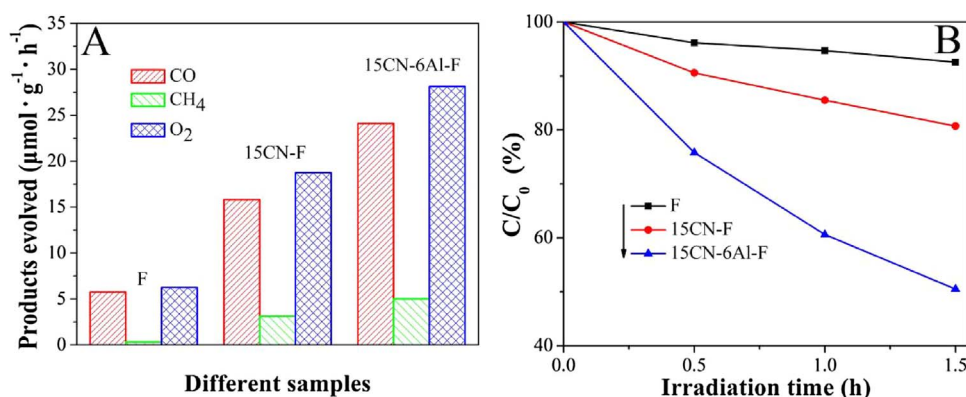 A
Products evolved (μmol · g⁻¹ · h⁻¹)
35
30
25
20
15
10
5
0
CO
CH₄
O₂
F
15CN-F
15CN-6Al-F
Different samples
B
C/C₀ (%)
100
80
60
40
F
15CN-F
15CN-6Al-F
0.0
0.5
1.0
1.5
Irradiation time (h)